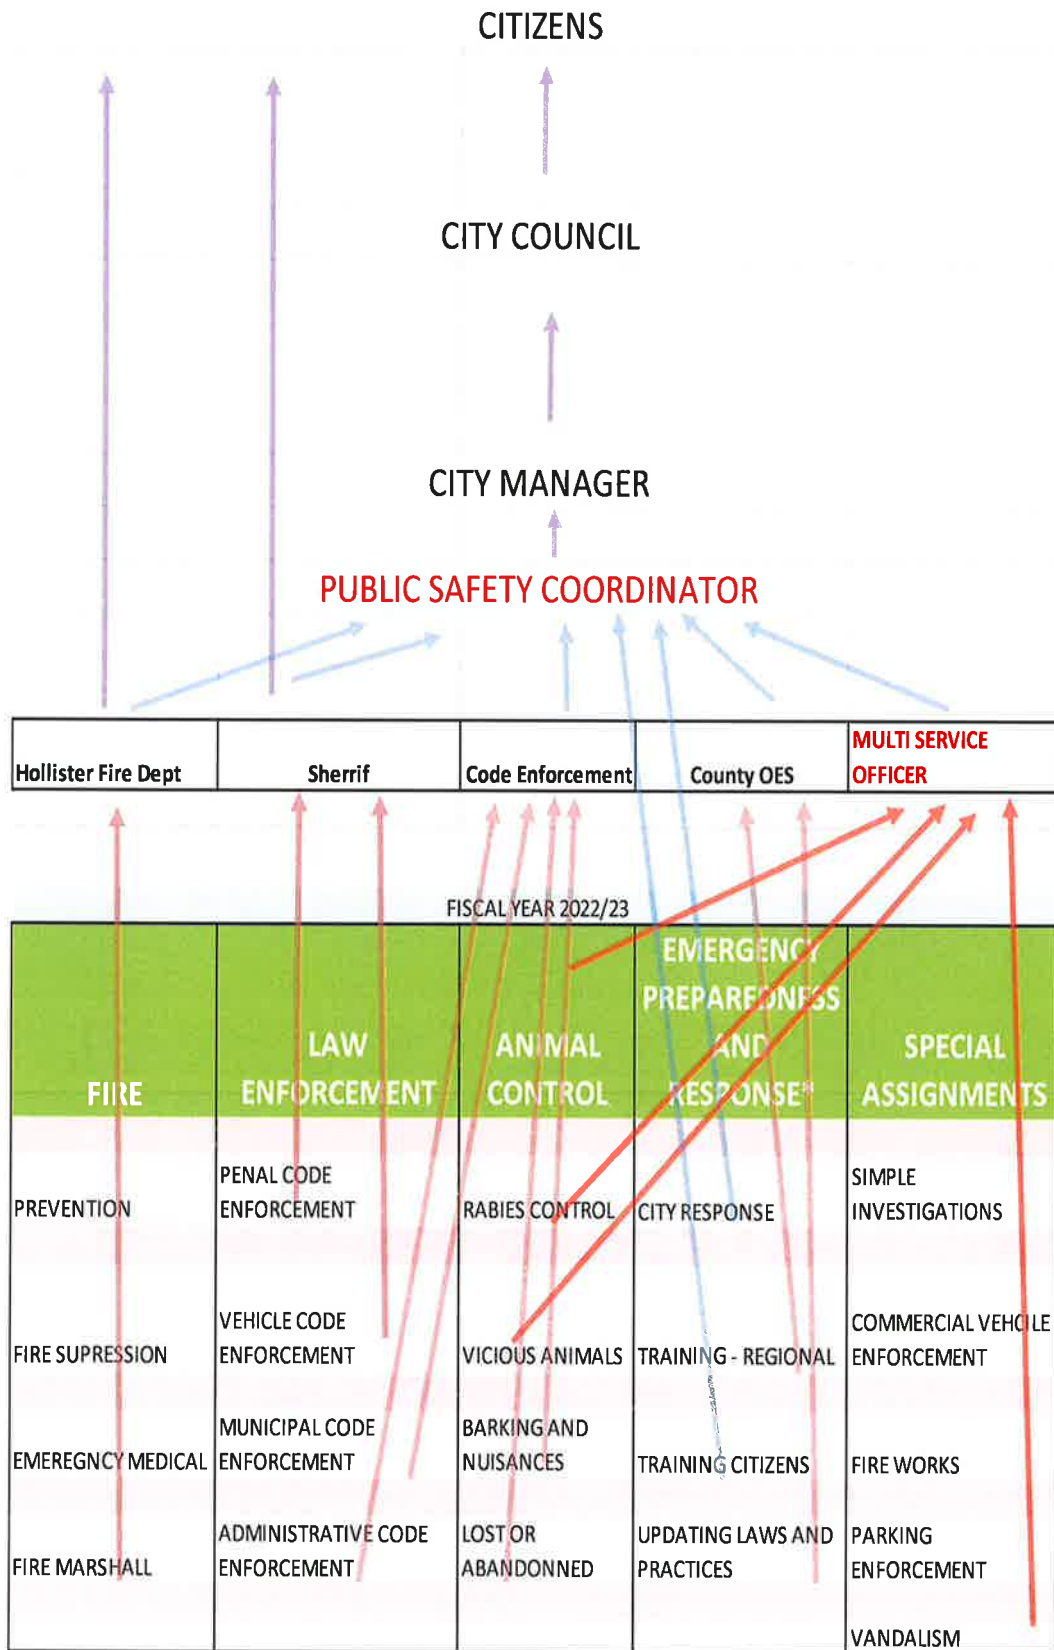 CITIZENS
CITY COUNCIL
CITY MANAGER
PUBLIC SAFETY COORDINATOR
Hollister Fire Dept
Sherrif
Code Enforcement
County OES
MULTI SERVICE
OFFICER
FISCAL YEAR 2022/23
FIRE
LAW
ENFORCEMENT
ANIMAL
CONTROL
EMERGENCY
PREPAREDNESS
AND
RESPONSE*
SPECIAL
ASSIGNMENTS
PREVENTION
PENAL CODE
ENFORCEMENT
RABIES CONTROL
CITY RESPONSE
SIMPLE
INVESTIGATIONS
FIRE SUPRESSION
VEHICLE CODE
ENFORCEMENT
VICIOUS ANIMALS
TRAINING - REGIONAL
COMMERCIAL VEHCILE
ENFORCEMENT
EMEREGNCY MEDICAL
MUNICIPAL CODE
ENFORCEMENT
BARKING AND
NUISANCES
TRAINING CITIZENS
FIRE WORKS
FIRE MARSHALL
ADMINISTRATIVE CODE
ENFORCEMENT
LOST OR
ABANDONNED
UPDATING LAWS AND
PRACTICES
PARKING
ENFORCEMENT
VANDALISM